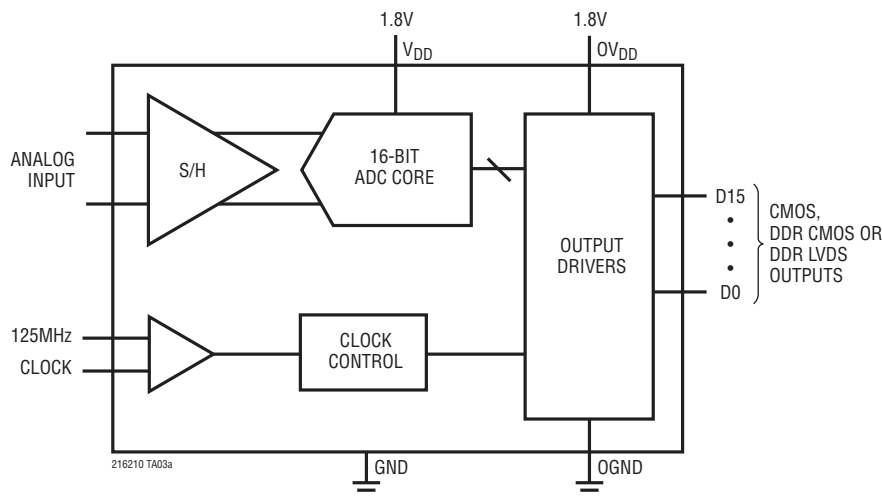 1.8V
1.8V
VDD
OVDD
ANALOG
INPUT
S/H
16-BIT
ADC CORE
OUTPUT
DRIVERS
D15
•
•
•
D0
CMOS,
DDR CMOS OR
DDR LVDS
OUTPUTS
125MHz
CLOCK
CLOCK
CONTROL
216210 TA03a
GND
OGND